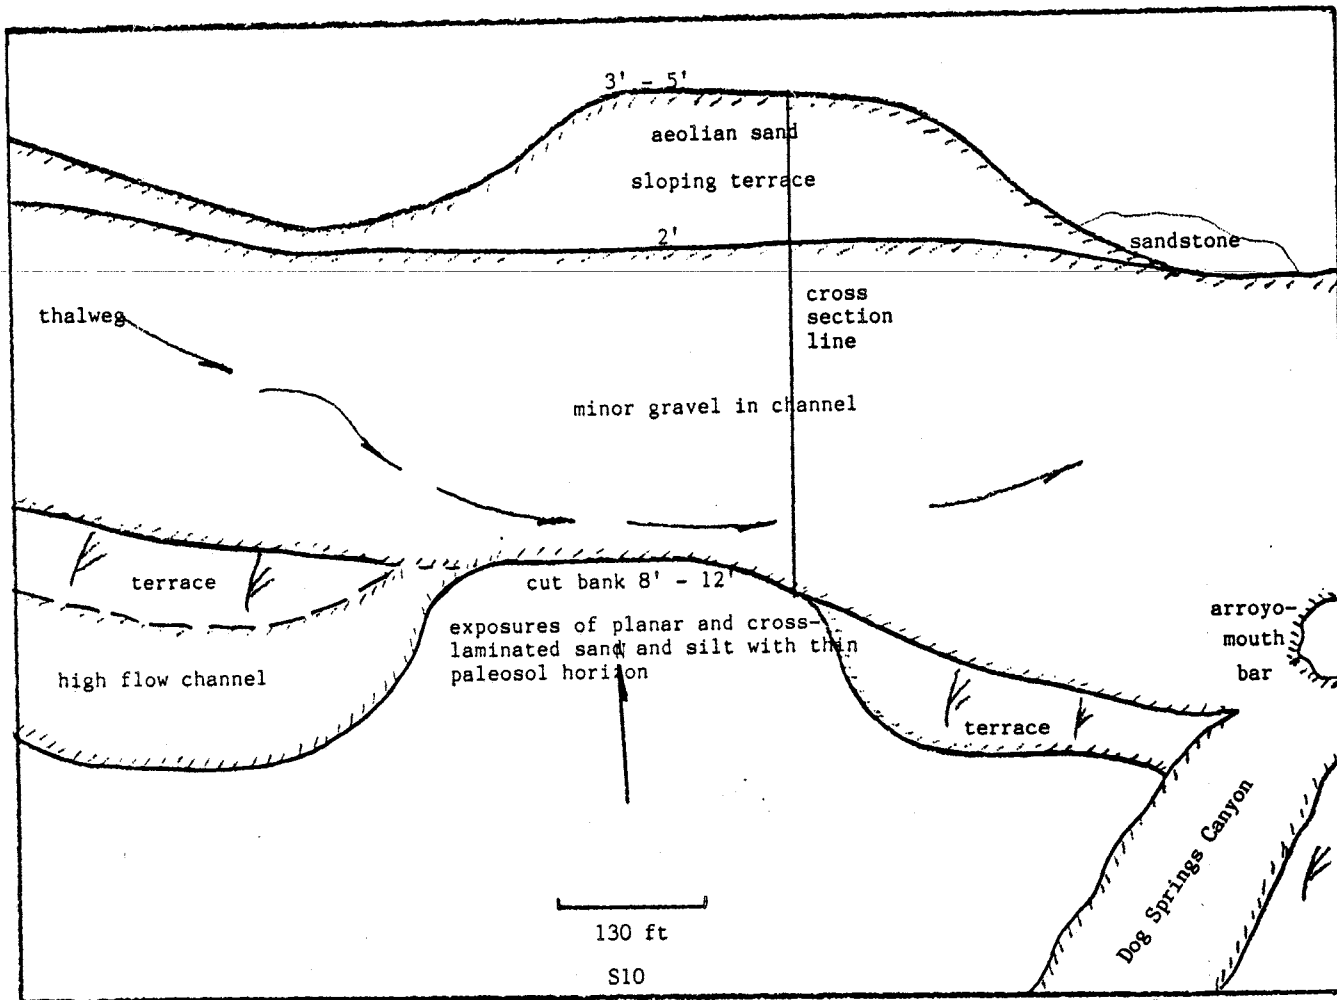 3' - 5'
aeolian sand
sloping terrace
2'
sandstone
thalweg
cross
section
line
minor gravel in channel
terrace
cut bank 8' - 12'
exposures of planar and cross-
laminated sand and silt with thin
paleosol horizon
N
high flow channel
arroyo-
mouth
bar
terrace
Dog Springs Canyon
130 ft
S10